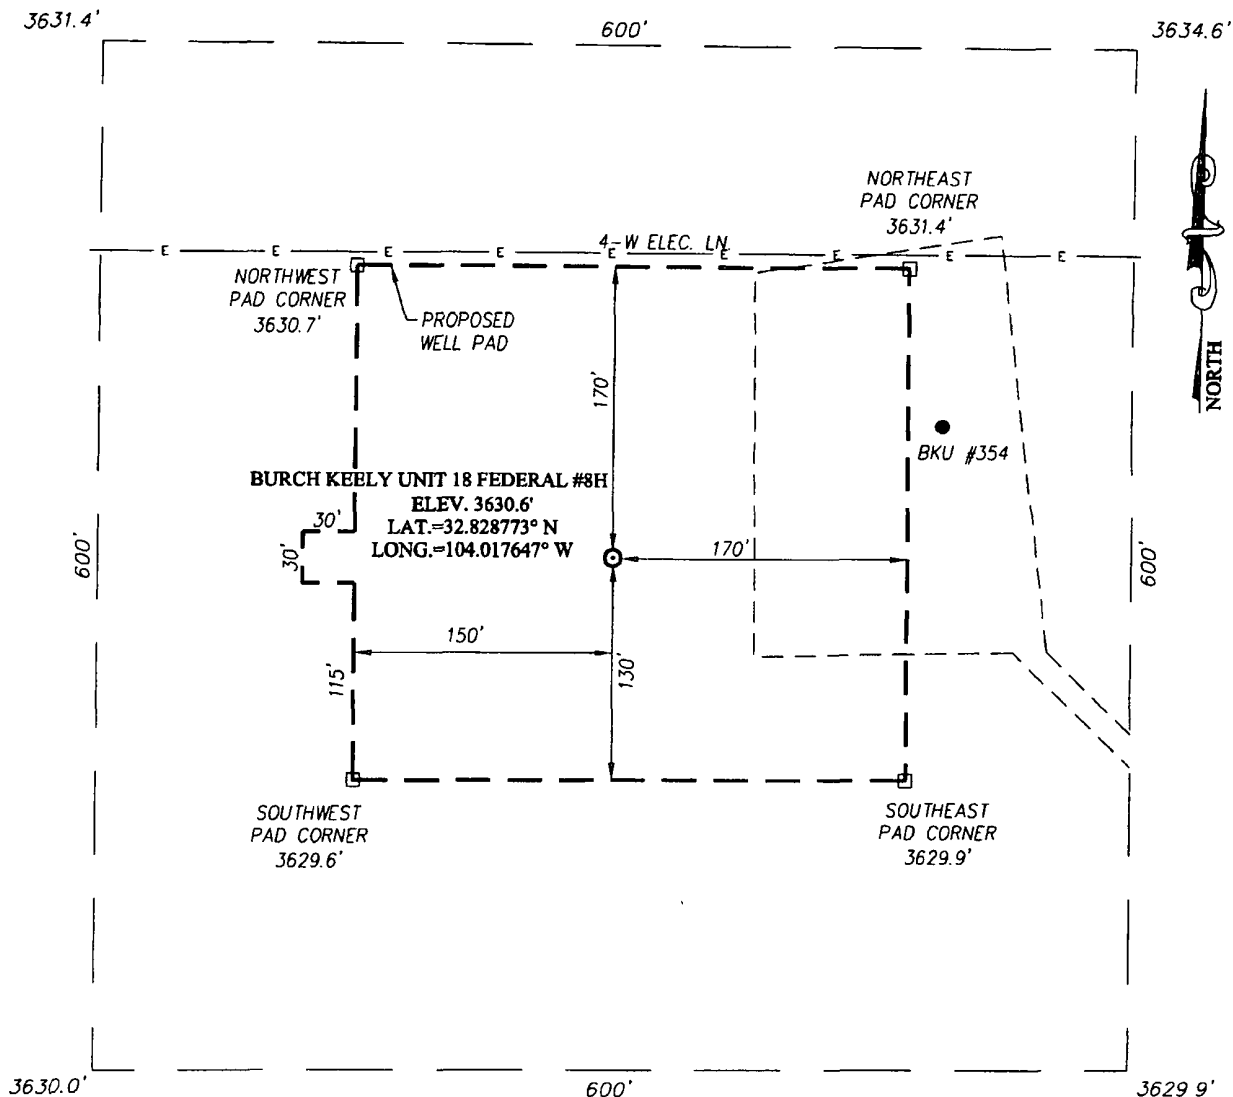 3631.4'
600'
3634.6'
NORTHEAST
PAD CORNER
3631.4'
E E E E E E E E E
4-W ELEC. LN.
NORTHWEST
PAD CORNER
3630.7'
PROPOSED
WELL PAD
NORTH
170'
BKU #354
BURCH KEELY UNIT 18 FEDERAL #8H
ELEV. 3630.6'
LAT.=32.828773° N
LONG.=104.017647° W
30'
30'
600'
170'
600'
150'
115'
130'
SOUTHWEST
PAD CORNER
3629.6'
SOUTHEAST
PAD CORNER
3629.9'
3630.0'
600'
3629 9'